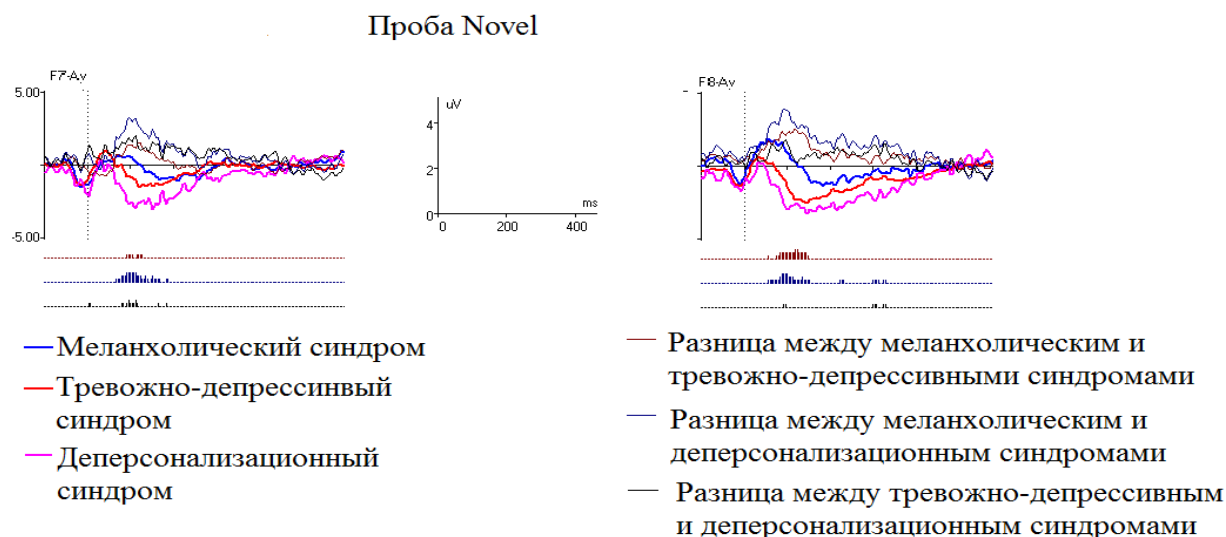 Проба Novel
F7-Av
5.00
-5.00
uV
4
2
0
ms
0 200 400
F8-Av
Меланхолический синдром
Тревожно-депрессинвый
синдром
Деперсонализационный
синдром
Разница между меланхолическим и
тревожно-депрессивными синдромами
Разница между меланхолическим и
деперсонализационным синдромами
Разница между тревожно-депрессивным
и деперсонализационным синдромами